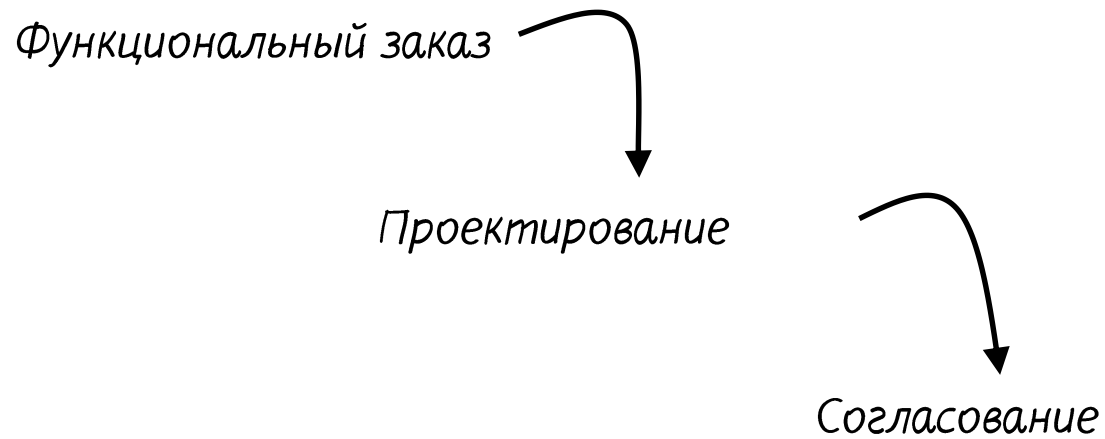 Функциональный заказ
Проектирование
Согласование